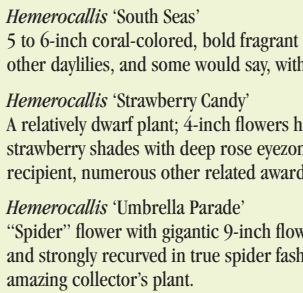 Hemerocallis ‘South Seas’
5 to 6-inch coral-colored, bold fragrant
other daylilies, and some would say, with
Hemerocallis ‘Strawberry Candy’
A relatively dwarf plant; 4-inch flowers h
strawberry shades with deep rose eyezon
recipient, numerous other related award
Hemerocallis ‘Umbrella Parade’
“Spider” flower with gigantic 9-inch flow
and strongly recurved in true spider fash
amazing collector’s plant.